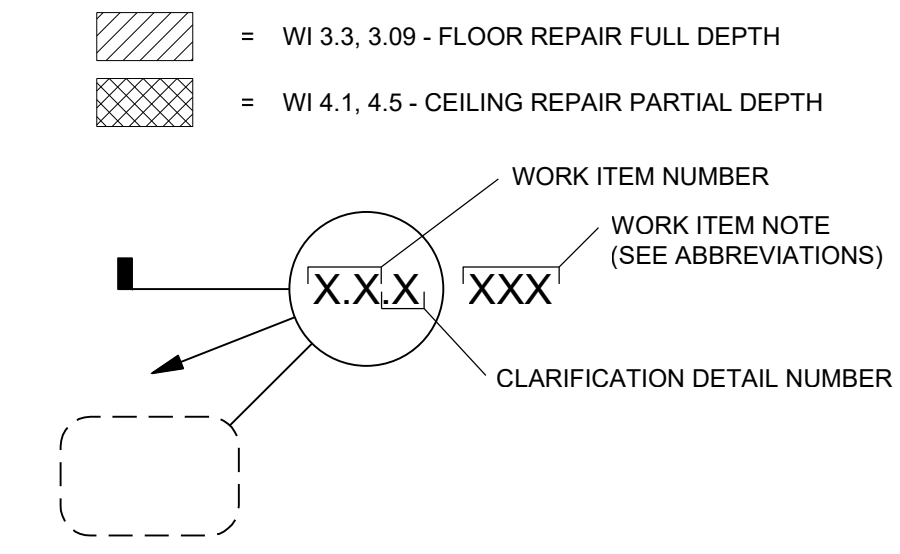 = WI 3.3, 3.09 - FLOOR REPAIR FULL DEPTH
= WI 4.1, 4.5 - CEILING REPAIR PARTIAL DEPTH
WORK ITEM NUMBER
WORK ITEM NOTE
(SEE ABBREVIATIONS)
X.X.X XXX
CLARIFICATION DETAIL NUMBER